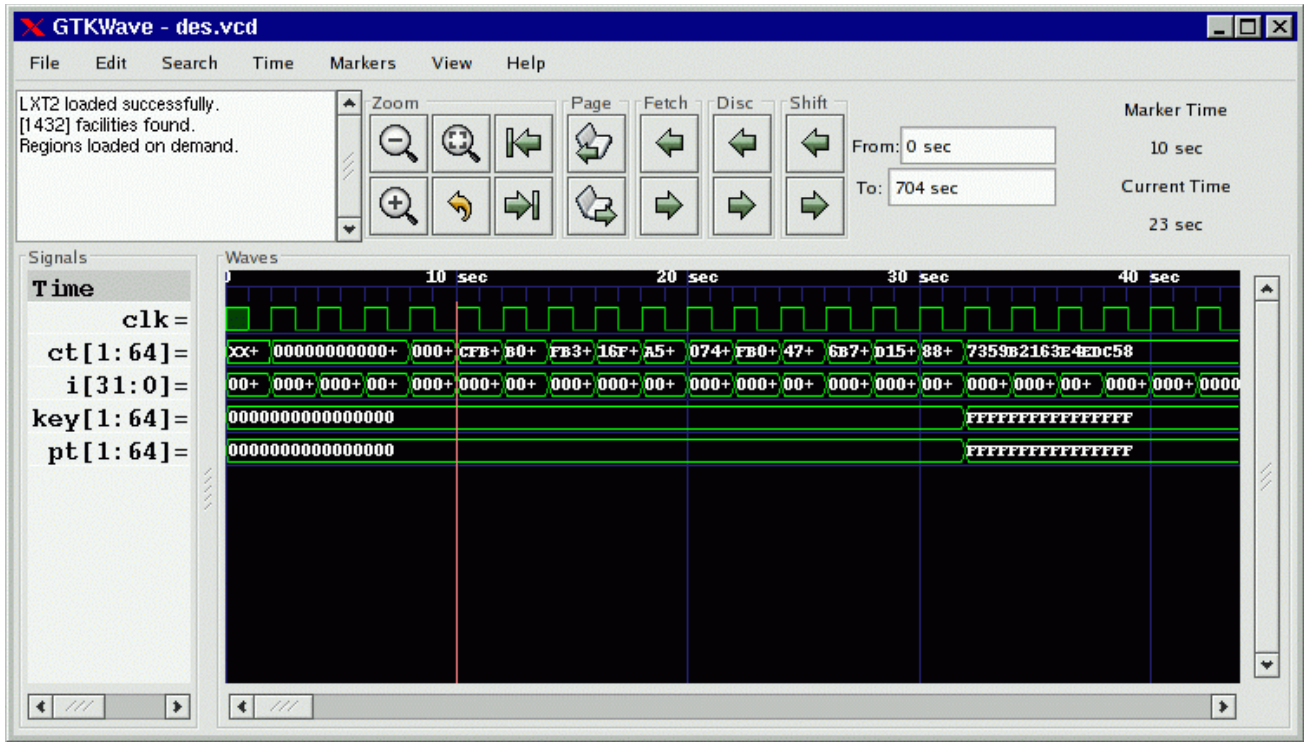 GTKWave - des.vcd
File Edit Search Time Markers View Help
LXT2 loaded successfully.
[1432] facilities found.
Regions loaded on demand.
Zoom Page Fetch Disc Shift
From: 0 sec
To: 704 sec
Marker Time
10 sec
Current Time
23 sec
Signals
Waves
Time
10 sec 20 sec 30 sec 40 sec
clk=
ct[1:64]= XX+ 00000000000+ 000+ CFB+ B0+ FB3+ 16F+ A5+ 074+ FB0+ 47+ 6B7+ D15+ 88+ 7359B2163E4EDC58
i[31:0]= 00+ 000+ 000+ 00+ 000+ 000+ 00+ 000+ 000+ 00+ 000+ 000+ 00+ 000+ 000+ 00+ 000+ 000+ 00+ 000+ 000+ 0000
key[1:64]= 0000000000000000 FFFFFFFFFFFFFFFF
pt[1:64]= 0000000000000000 FFFFFFFFFFFFFFFF